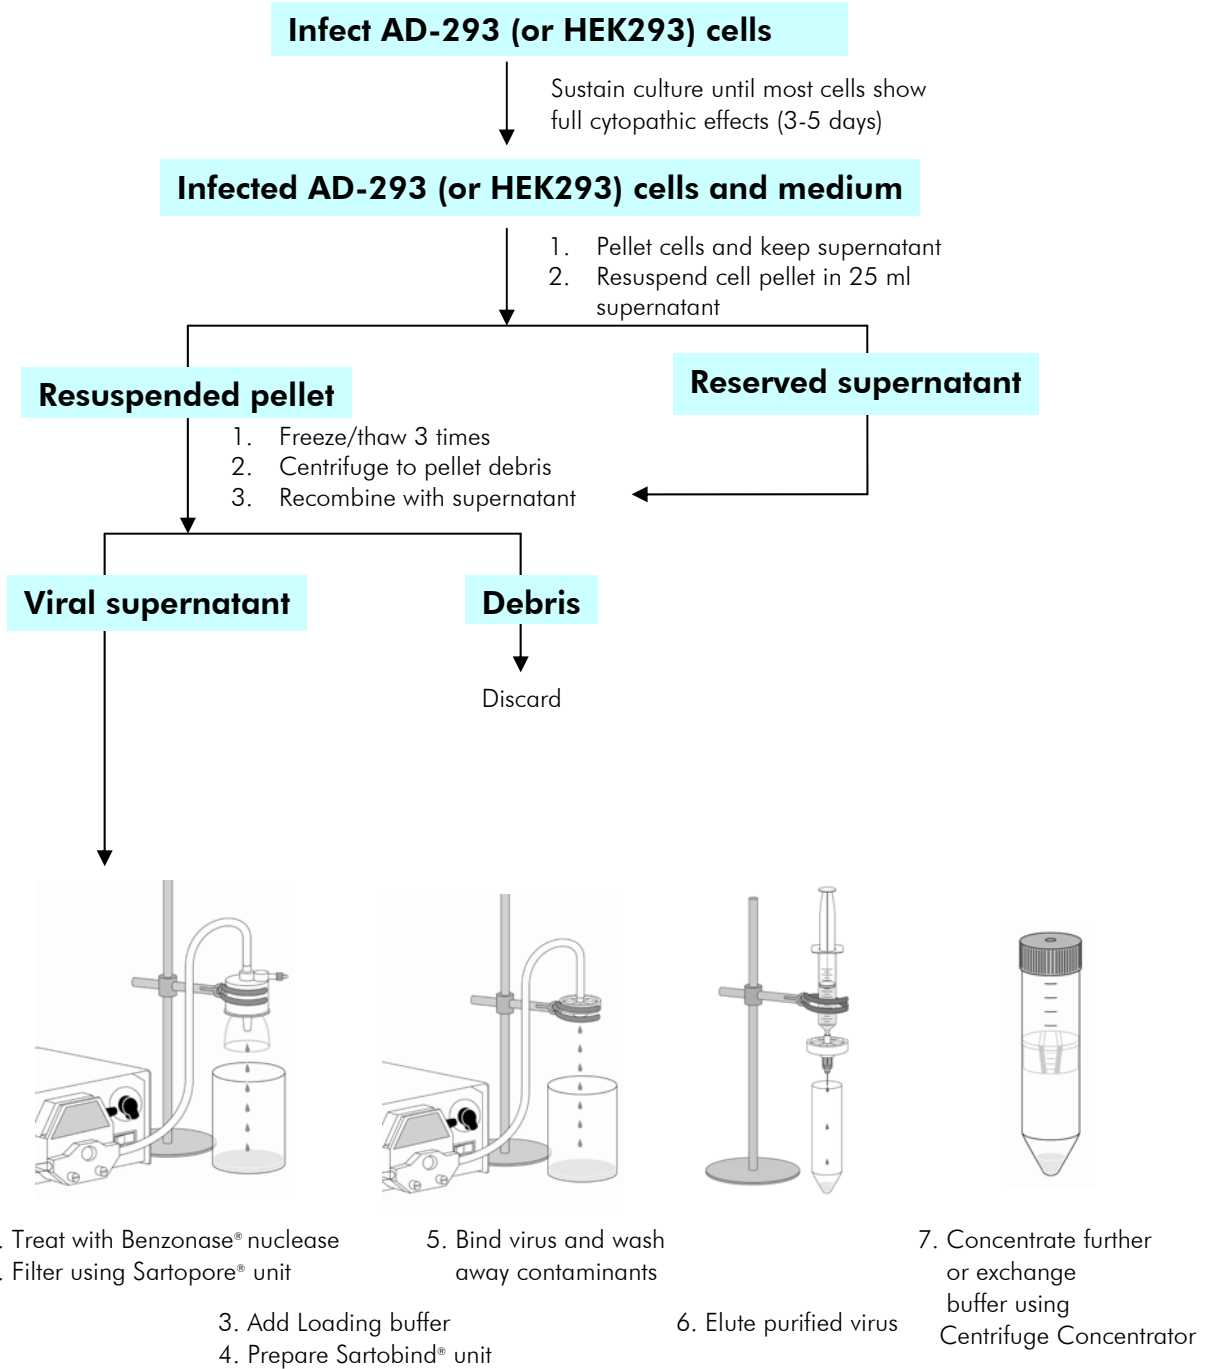 Infect AD-293 (or HEK293) cells
Sustain culture until most cells show
full cytopathic effects (3-5 days)
Infected AD-293 (or HEK293) cells and medium
1. Pellet cells and keep supernatant
2. Resuspend cell pellet in 25 ml
supernatant
Resuspended pellet
Reserved supernatant
1. Freeze/thaw 3 times
2. Centrifuge to pellet debris
3. Recombine with supernatant
Viral supernatant
Debris
Discard
. Treat with Benzonase® nuclease
. Filter using Sartopore® unit
3. Add Loading buffer
4. Prepare Sartobind® unit
5. Bind virus and wash
away contaminants
6. Elute purified virus
7. Concentrate further
or exchange
buffer using
Centrifuge Concentrator